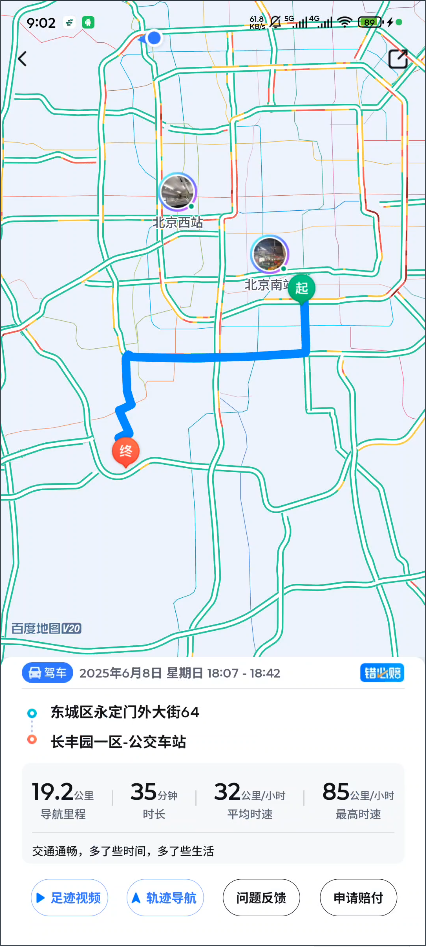 9:02
61.8
KB/s
5G
4G
89
北京西站
北京南站
起
终
百度地图V20
驾车
2025年6月8日 星期日 18:07 - 18:42
错必赔
东城区永定门外大街64
长丰园一区-公交车站
19.2公里 35分钟 32公里/小时 85公里/小时
导航里程 时长 平均时速 最高时速
交通通畅，多了些时间，多了些生活
足迹视频 轨迹导航 问题反馈 申请赔付